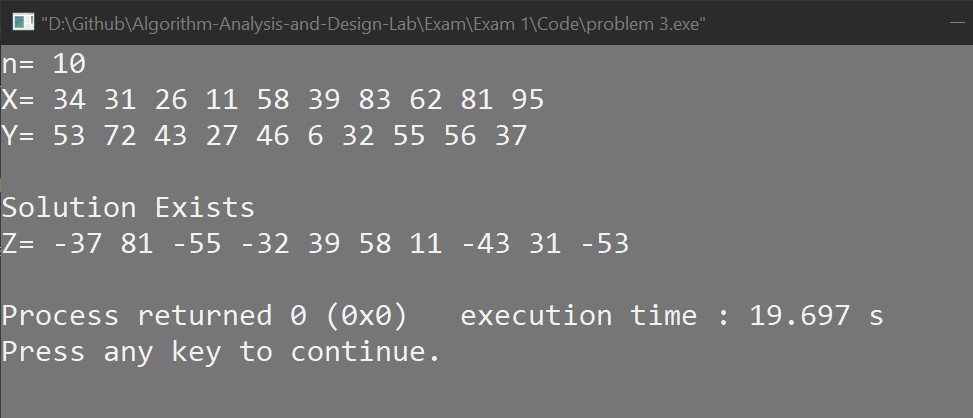 "D:\Github\Algorithm-Analysis-and-Design-Lab\Exam\Exam 1\Code\problem 3.exe"
n= 10
X= 34 31 26 11 58 39 83 62 81 95
Y= 53 72 43 27 46 6 32 55 56 37
Solution Exists
Z= -37 81 -55 -32 39 58 11 -43 31 -53
Process returned 0 (0x0)   execution time : 19.697 s
Press any key to continue.